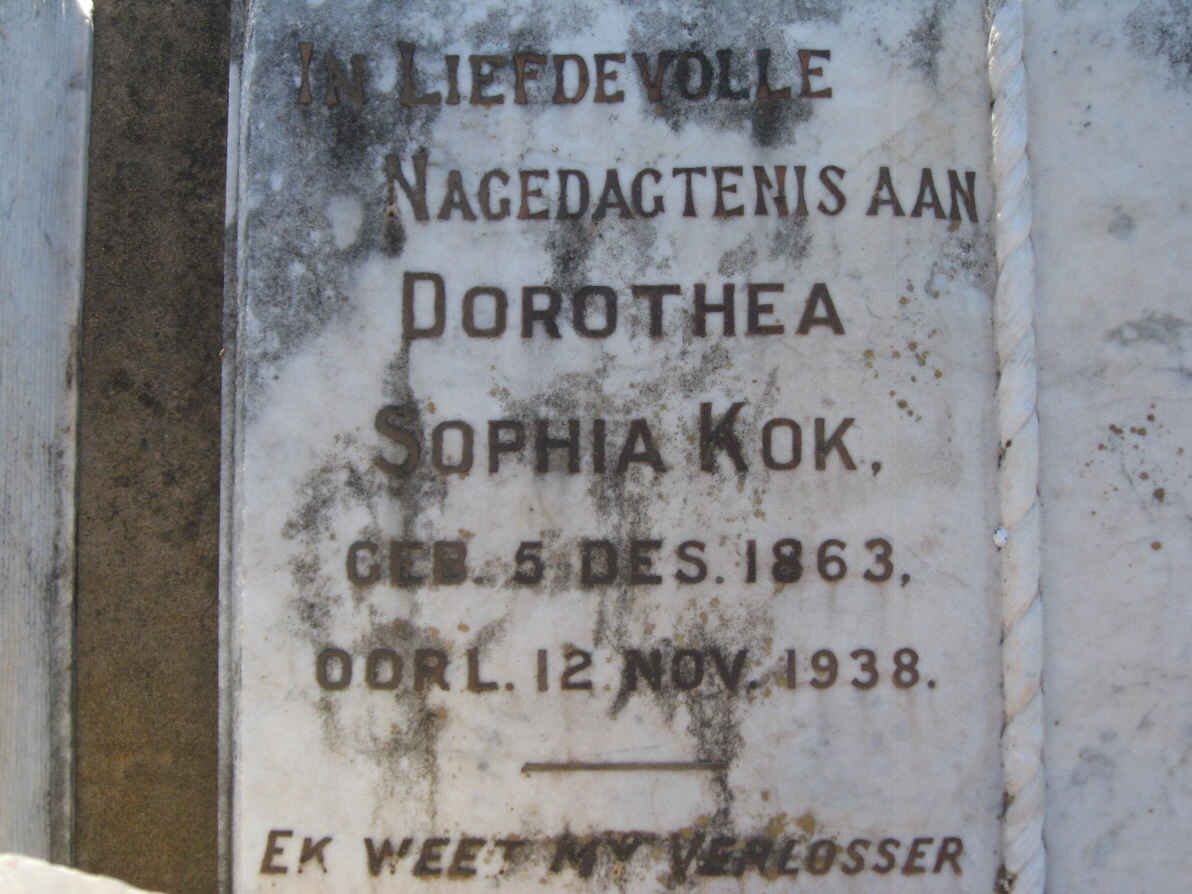 IN LIEFDEVOLLE
NAGEDAGTENIS AAN
DOROTHEA
SOPHIA KOK,
GEB. 5 DES. 1863,
OORL. 12 NOV. 1938.
EK WEET MY VERLOSSER